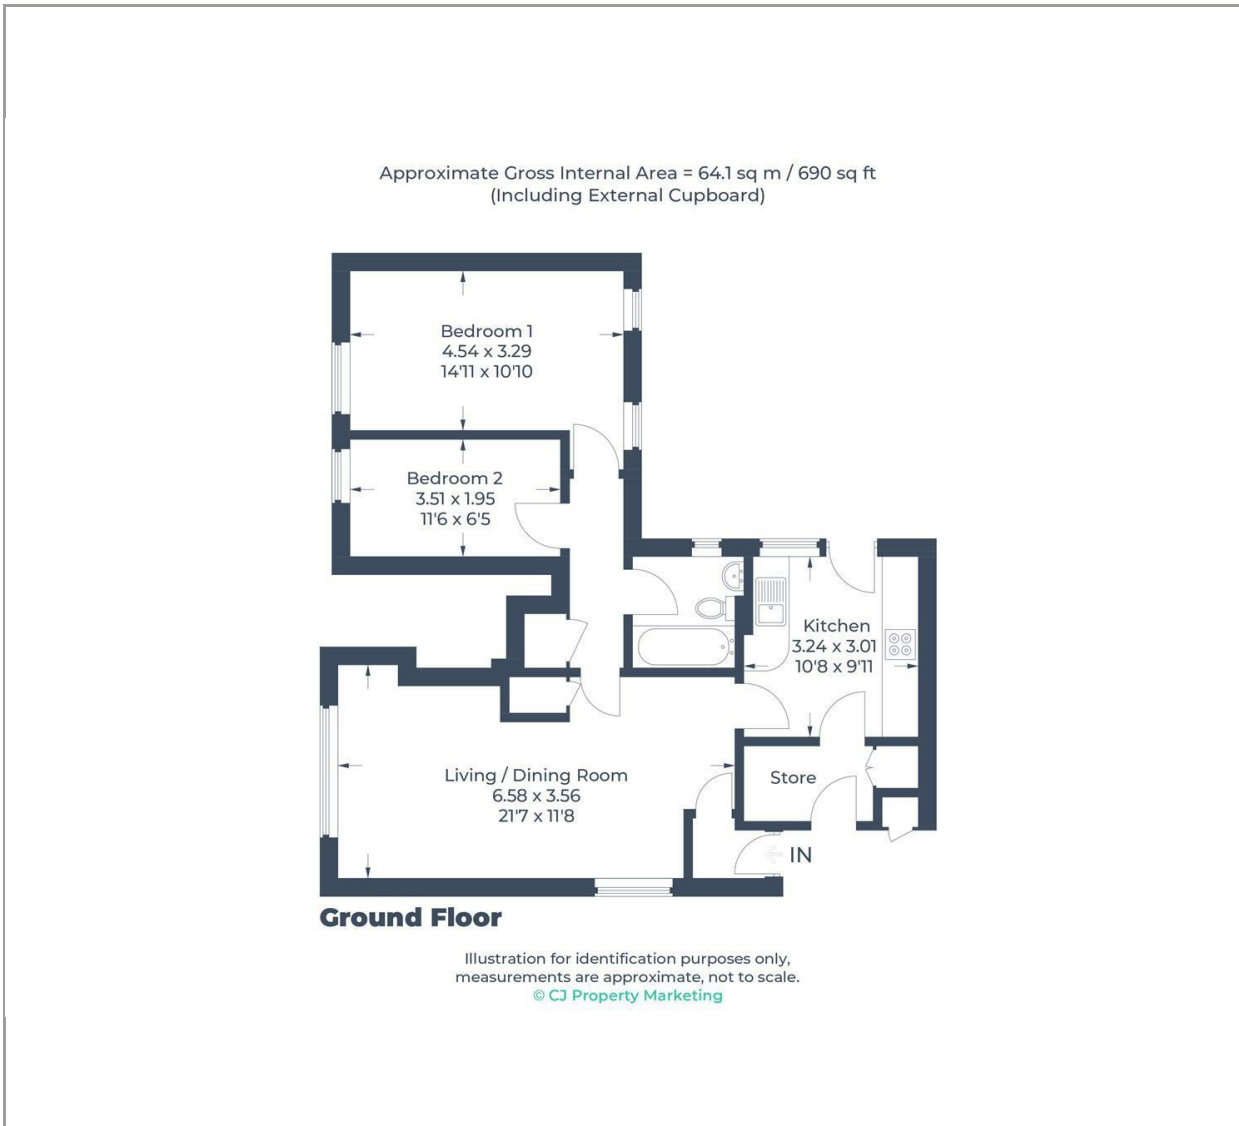 Approximate Gross Internal Area = 64.1 sq m / 690 sq ft
(Including External Cupboard)
Bedroom 1
4.54 x 3.29
14'11 x 10'10
Bedroom 2
3.51 x 1.95
11'6 x 6'5
Kitchen
3.24 x 3.01
10'8 x 9'11
Living / Dining Room
6.58 x 3.56
21'7 x 11'8
Store
IN
Ground Floor
Illustration for identification purposes only,
measurements are approximate, not to scale.
© CJ Property Marketing